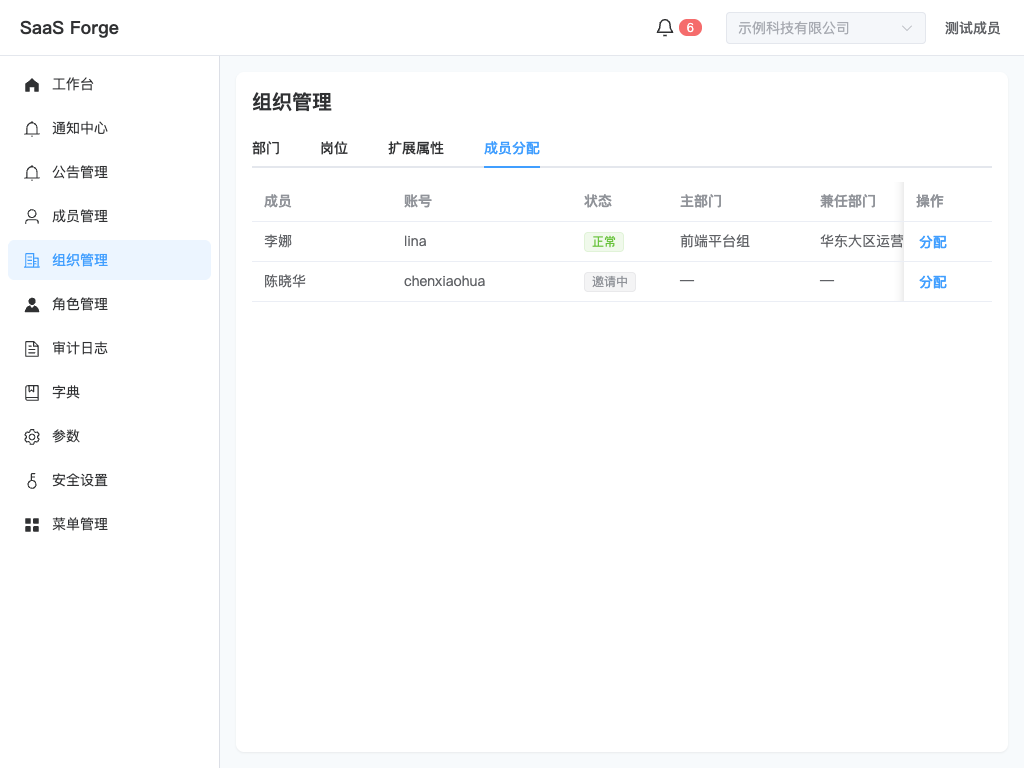 SaaS Forge
6
示例科技有限公司
测试成员
工作台
通知中心
公告管理
成员管理
组织管理
角色管理
审计日志
字典
参数
安全设置
菜单管理
组织管理
部门 岗位 扩展属性 成员分配
成员 账号 状态 主部门 兼任部门 操作
李娜 lina 正常 前端平台组 华东大区运营 分配
陈晓华 chenxiaohua 邀请中 — — 分配